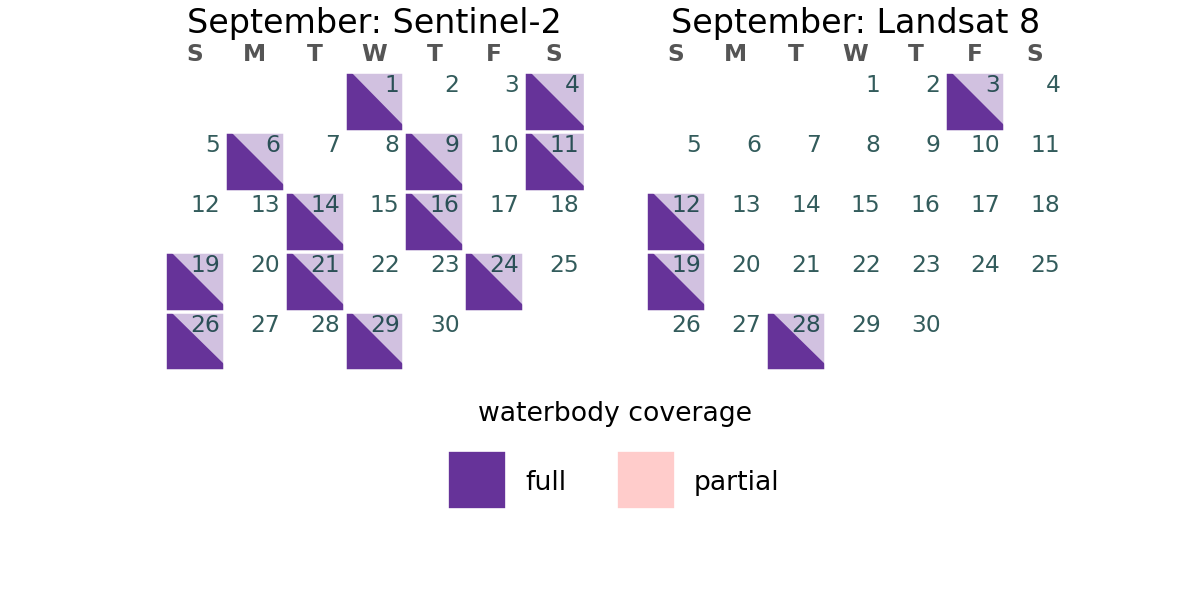 September: Sentinel-2
S M T W T F S
1 2 3 4
5 6 7 8 9 10 11
12 13 14 15 16 17 18
19 20 21 22 23 24 25
26 27 28 29 30
September: Landsat 8
S M T W T F S
1 2 3 4
5 6 7 8 9 10 11
12 13 14 15 16 17 18
19 20 21 22 23 24 25
26 27 28 29 30
waterbody coverage
full partial